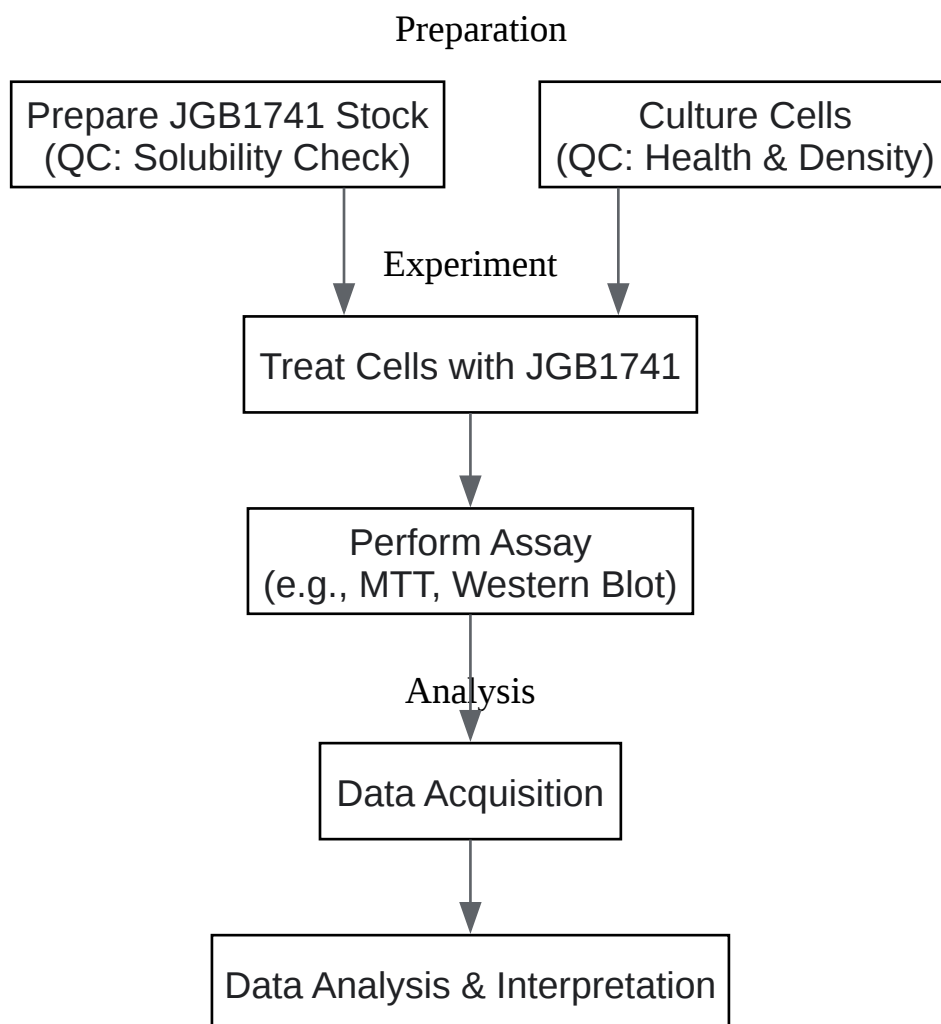 Preparation
Prepare JGB1741 Stock
(QC: Solubility Check)
Culture Cells
(QC: Health & Density)
Experiment
Treat Cells with JGB1741
Perform Assay
(e.g., MTT, Western Blot)
Analysis
Data Acquisition
Data Analysis & Interpretation